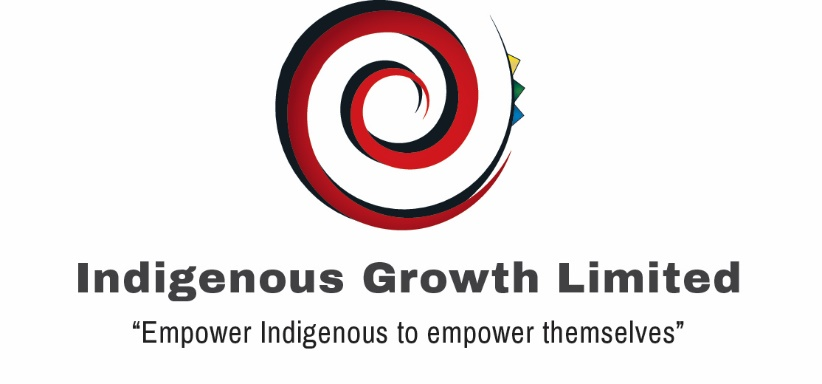 Indigenous Growth Limited
“Empower Indigenous to empower themselves”